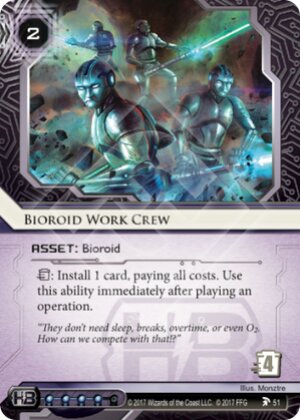 2
BIOROID WORK CREW
ASSET: Bioroid
: Install 1 card, paying all costs. Use
this ability immediately after playing an
operation.
"They don't need sleep, breaks, overtime, or even O₂.
How can we compete with that!?"
4
Illus. Monztre
HB
© 2017 Wizards of the Coast LLC. © 2017 FFG 51